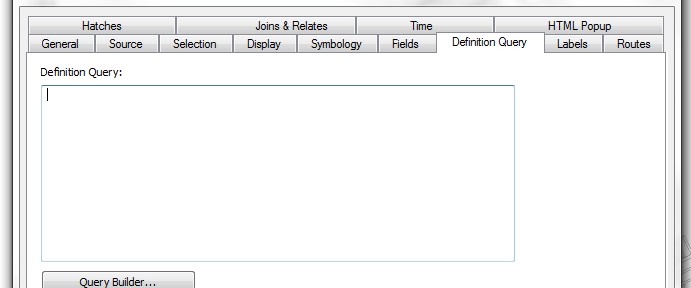 Hatches Joins & Relates Time HTML Popup
General Source Selection Display Symbology Fields Definition Query Labels Routes
Definition Query:
Query Builder...